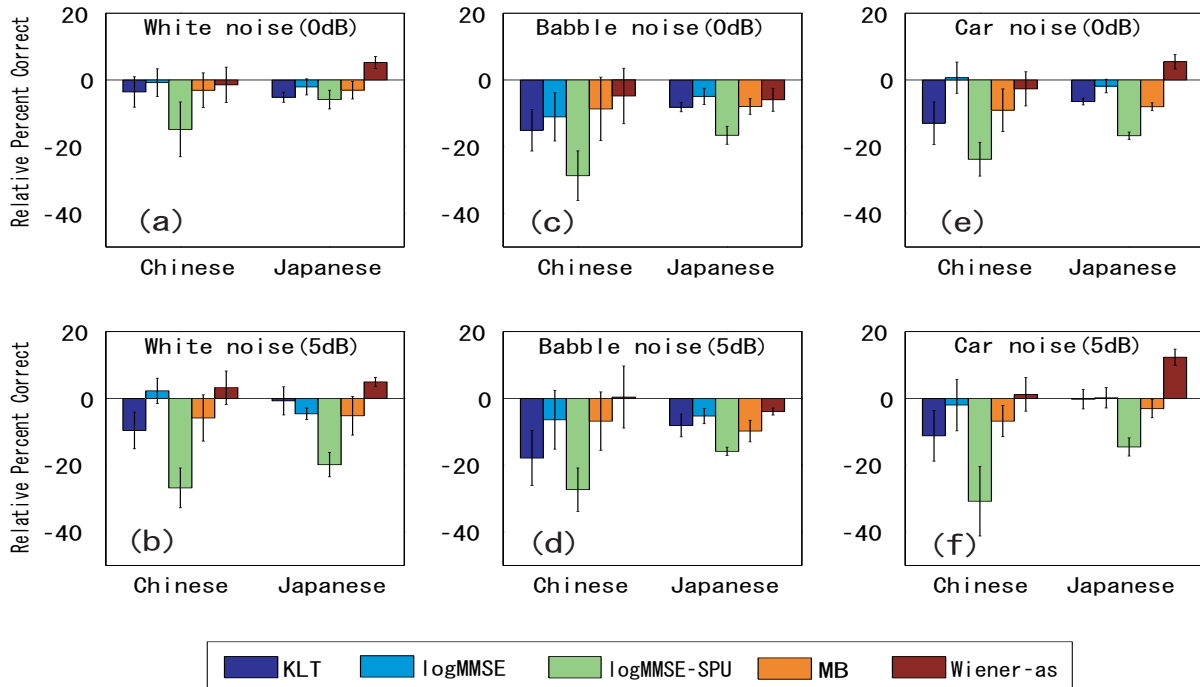 White noise(0dB)
Babble noise(0dB)
Car noise(0dB)
Relative Percent Correct
20
0
-20
-40
(a)
Chinese Japanese
20
0
-20
-40
(c)
Chinese Japanese
20
0
-20
-40
(e)
Chinese Japanese
White noise(5dB)
Babble noise(5dB)
Car noise(5dB)
Relative Percent Correct
20
0
-20
-40
(b)
Chinese Japanese
20
0
-20
-40
(d)
Chinese Japanese
20
0
-20
-40
(f)
Chinese Japanese
KLT logMMSE logMMSE-SPU MB Wiener-as